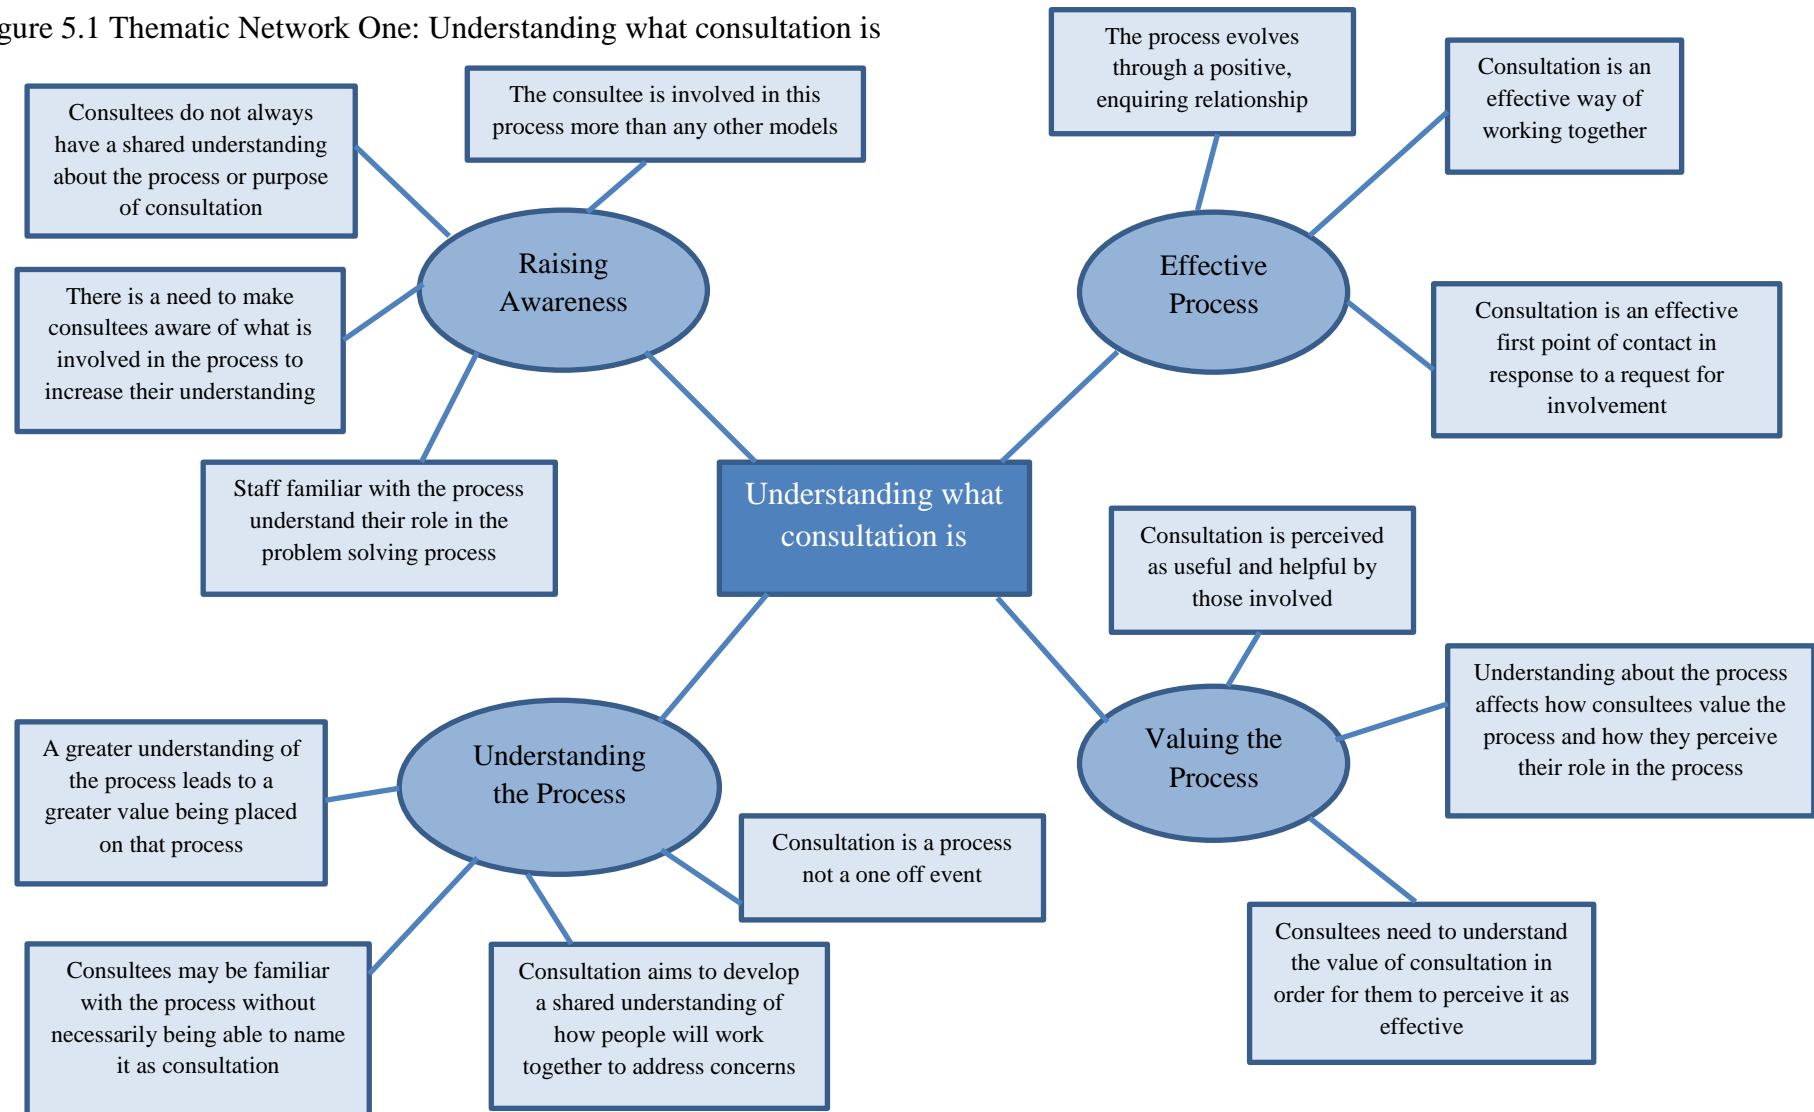 gure 5.1 Thematic Network One: Understanding what consultation is
Consultees do not always
have a shared understanding
about the process or purpose
of consultation
The consultee is involved in this
process more than any other models
The process evolves
through a positive,
enquiring relationship
Consultation is an
effective way of
working together
Raising
Awareness
Effective
Process
There is a need to make
consultees aware of what is
involved in the process to
increase their understanding
Consultation is an effective
first point of contact in
response to a request for
involvement
Staff familiar with the process
understand their role in the
problem solving process
Understanding what
consultation is
Consultation is perceived
as useful and helpful by
those involved
Understanding about the process
affects how consultees value the
process and how they perceive
their role in the process
A greater understanding of
the process leads to a
greater value being placed
on that process
Understanding
the Process
Valuing the
Process
Consultation is a process
not a one off event
Consultees may be familiar
with the process without
necessarily being able to name
it as consultation
Consultation aims to develop
a shared understanding of
how people will work
together to address concerns
Consultees need to understand
the value of consultation in
order for them to perceive it as
effective